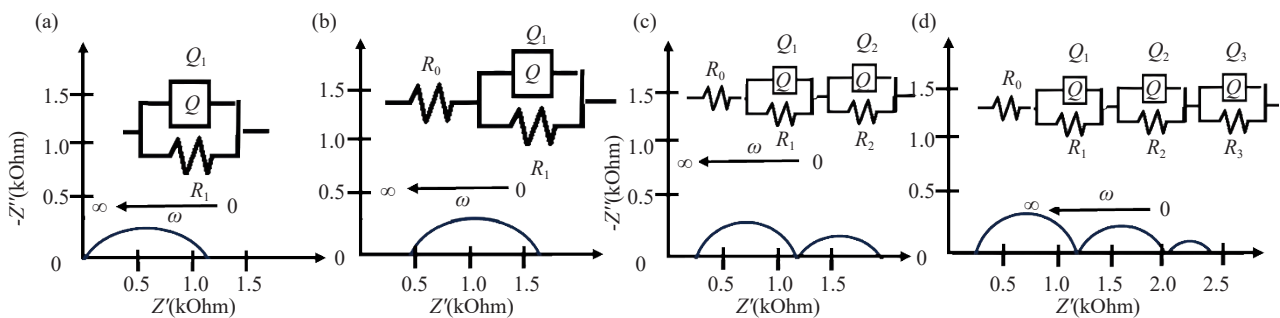 (a)
Q1
Q
R1
1.5
1.0
0.5
0
-Z″(kOhm)
∞ ω 0
0.5 1.0 1.5
Z′(kOhm)
(b)
R0
Q1
Q
R1
1.5
1.0
0.5
0
∞ ω 0
0.5 1.0 1.5
Z′(kOhm)
(c)
Q1 Q2
R0
Q Q
R1 R2
1.5
1.0
0.5
0
-Z″(kOhm)
∞ ω 0
0.5 1.0 1.5
Z′(kOhm)
(d)
Q1 Q2 Q3
R0
Q Q Q
R1 R2 R3
1.5
1.0
0.5
0
∞ ω 0
0.5 1.0 1.5 2.0 2.5
Z′(kOhm)